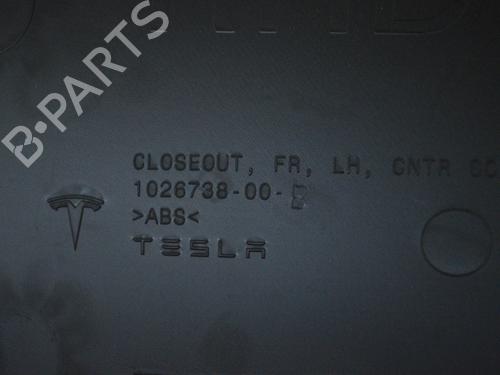 B-PARTS
CLOSEOUT, FR, LH, CNTR
1026738-00-E
>ABS<
TESLA